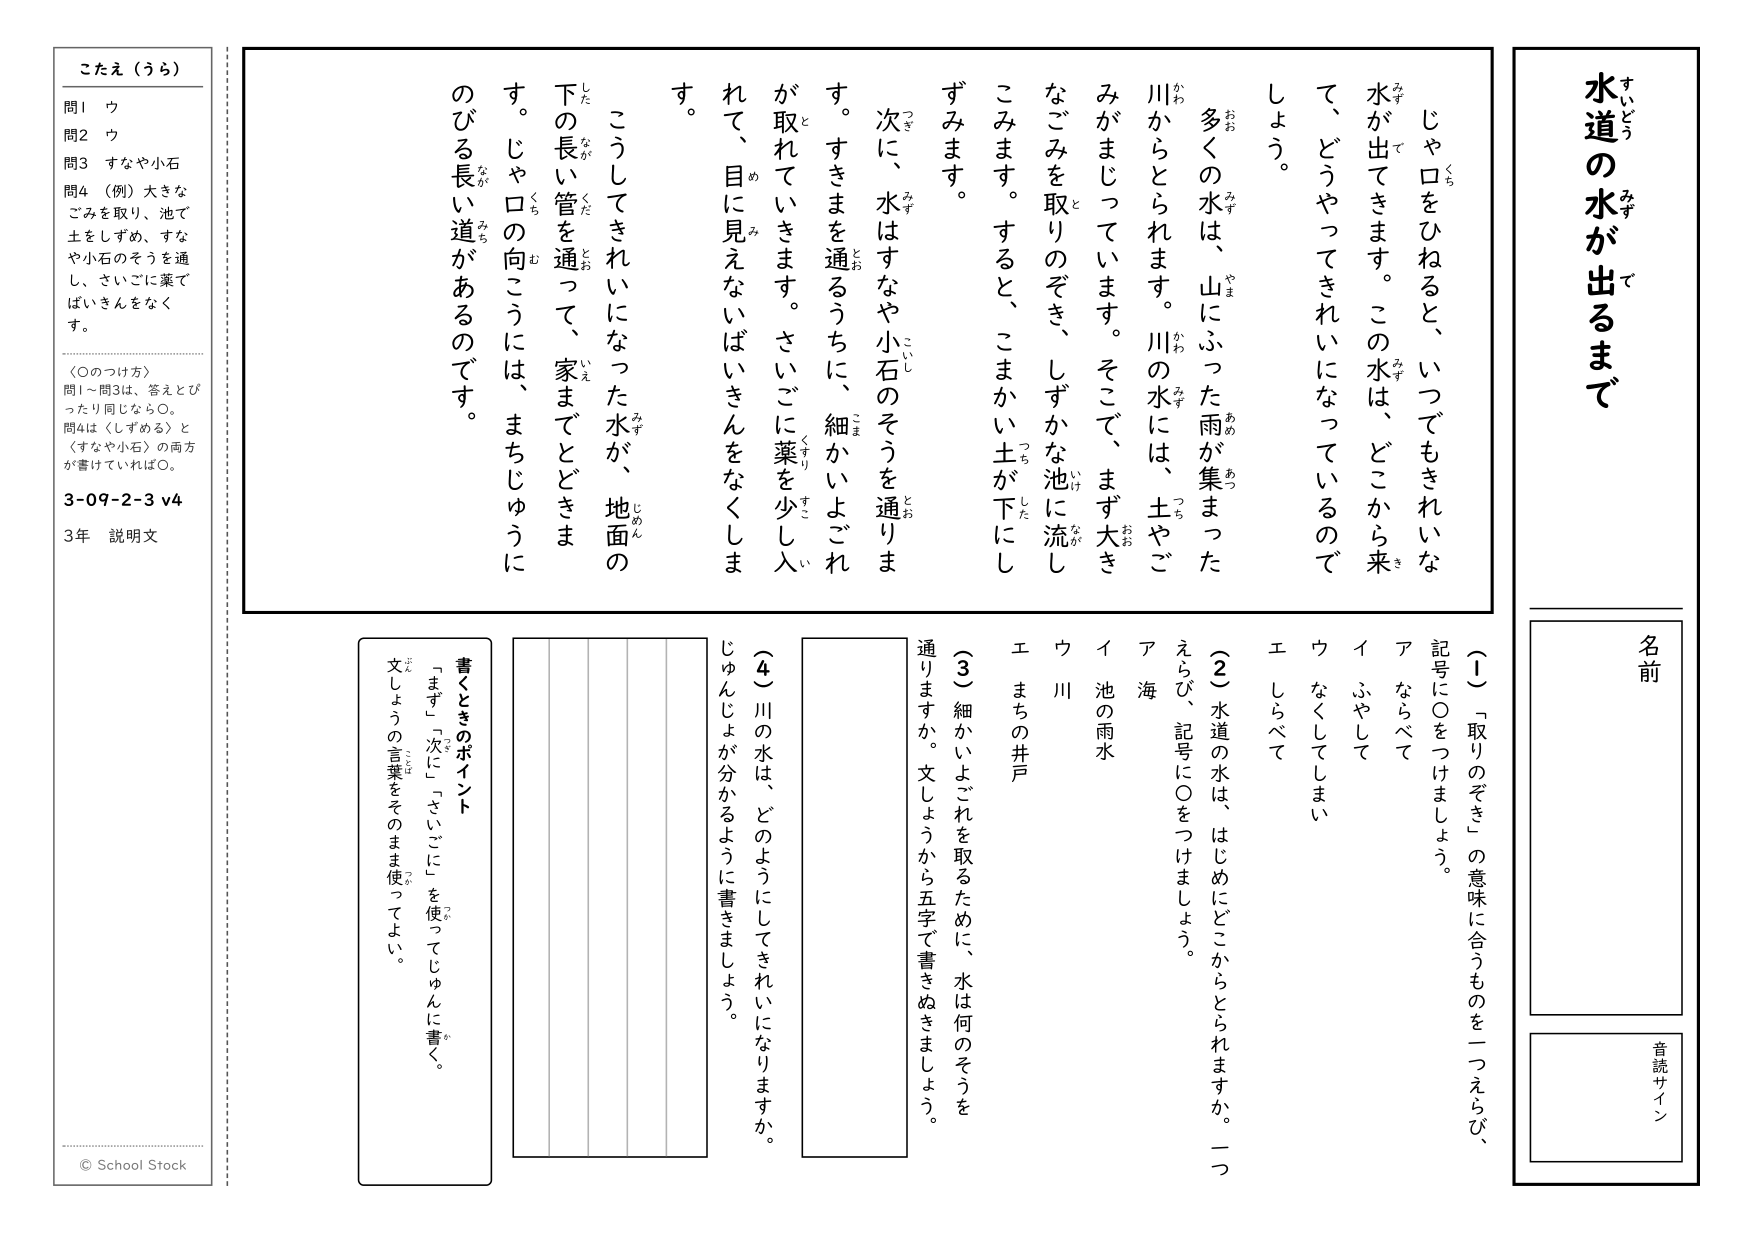 水道の水が出るまで
名前
音読サイン
じゃ口をひねると、いつでもきれいな
水が出てきます。この水は、どこから来
て、どうやってきれいになっているので
しょう。
多くの水は、山にふった雨が集まった
川からとられます。川の水には、土やご
みがまじっています。そこで、まず大き
なごみを取りのぞき、しずかな池に流し
こみます。すると、こまかい土が下にし
ずみます。
次に、水はすなや小石のそうを通りま
す。すきまを通るうちに、細かいよごれ
が取れていきます。さいごに薬を少し入
れて、目に見えないばいきんをなくしま
す。
こうしてきれいになった水が、地面の
下の長い管を通って、家までとどきま
す。じゃ口の向こうには、まちじゅうに
のびる長い道があるのです。
(1)「取りのぞき」の意味に合うものを一つえらび、
記号に〇をつけましょう。
ア ならべて
イ ふやして
ウ なくしてしまい
エ しらべて
(2) 水道の水は、はじめにどこからとられますか。一つ
えらび、記号に〇をつけましょう。
ア 海
イ 池の雨水
ウ 川
エ まちの井戸
(3) 細かいよごれを取るために、水は何のそうを
通りますか。文しょうから五字で書きぬきましょう。
(4) 川の水は、どのようにしてきれいになりますか。
じゅんじょが分かるように書きましょう。
書くときのポイント
「まず」「次に」「さいごに」を使ってじゅんに書く。
文しょうの言葉をそのまま使ってよい。
こたえ（うら）
問1 ウ
問2 ウ
問3 すなや小石
問4 （例）大きな
ごみを取り、池で
土をしずめ、すな
や小石のそうを通
し、さいごに薬で
ばいきんをなく
す。
〈〇のつけ方〉
問1～問3は、答えとぴ
ったり同じなら〇。
問4は〈しずめる〉と
〈すなや小石〉の両方
が書けていれば〇。
3-09-2-3 v4
3年 説明文
© School Stock